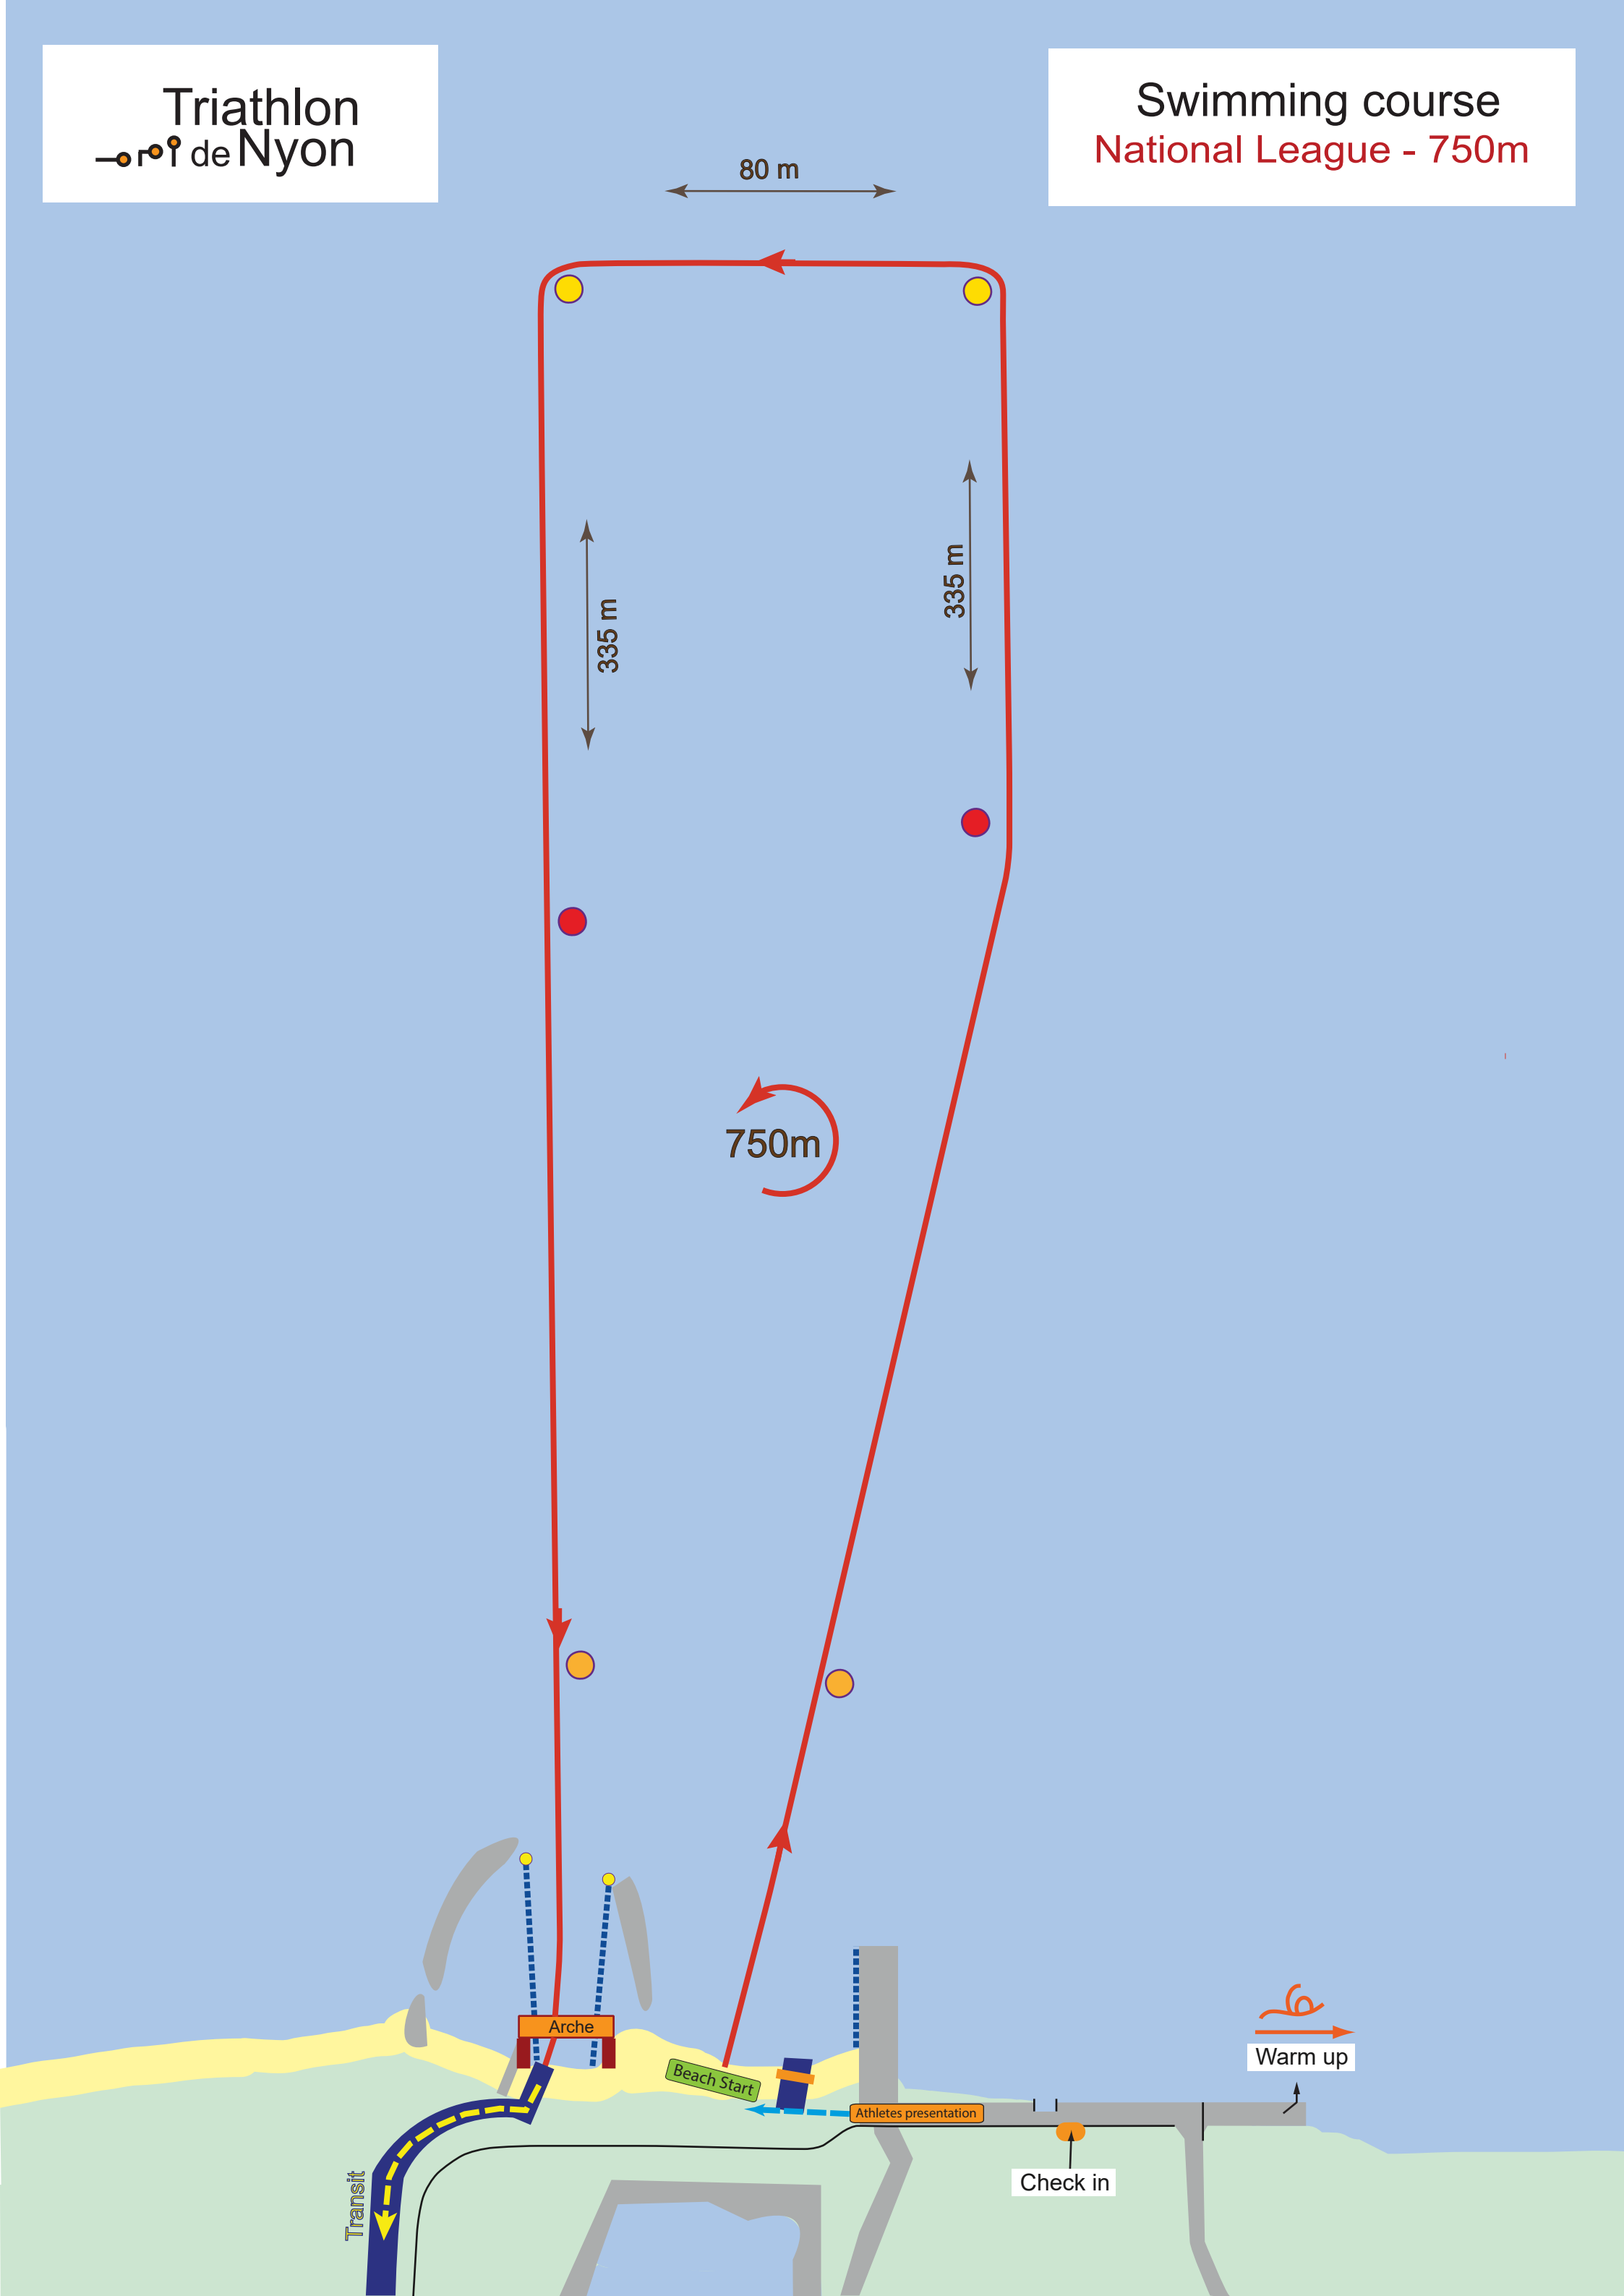 Triathlon
de Nyon
Swimming course
National League - 750m
80 m
335 m
335 m
750m
Arche
Beach Start
Athletes presentation
Warm up
Check in
Transit